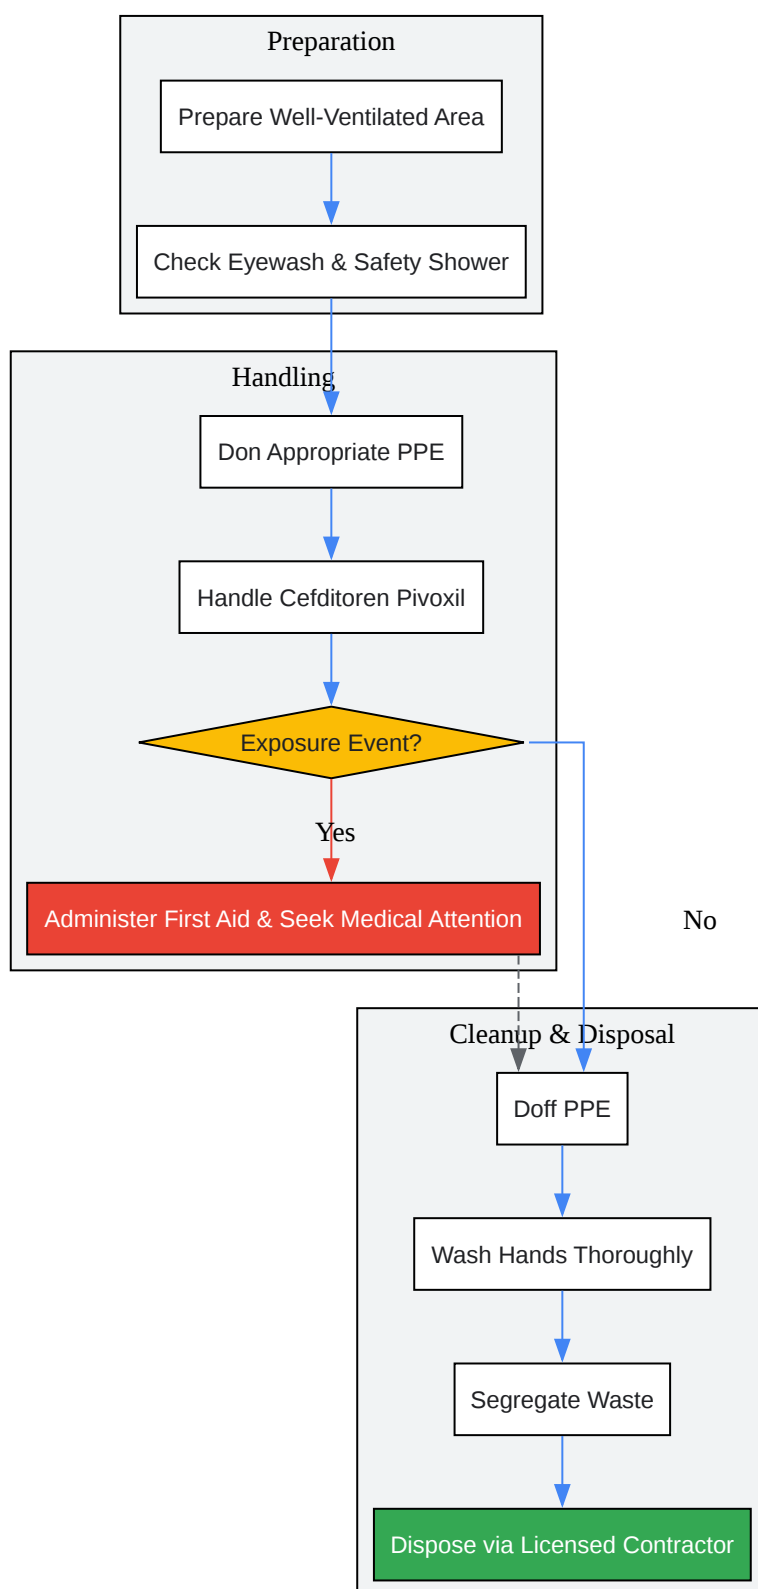 Preparation
Prepare Well-Ventilated Area
Check Eyewash & Safety Shower
Handling
Don Appropriate PPE
Handle Cefditoren Pivoxil
Exposure Event?
Yes
Administer First Aid & Seek Medical Attention
No
Cleanup & Disposal
Doff PPE
Wash Hands Thoroughly
Segregate Waste
Dispose via Licensed Contractor